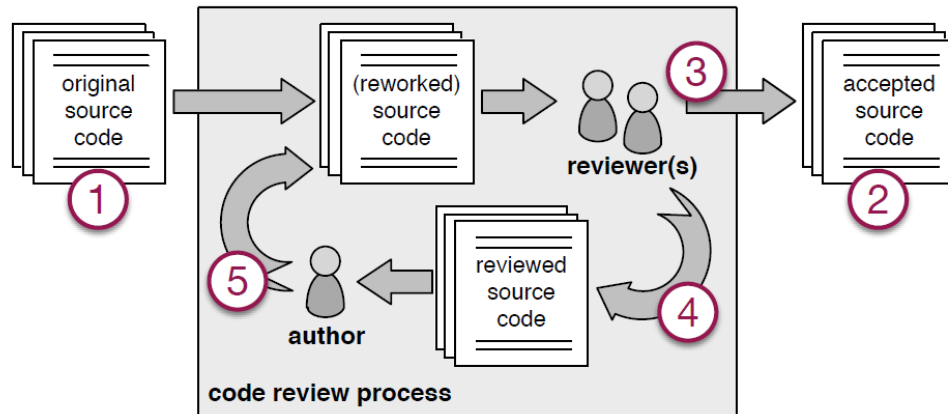 original
source
code
1
(reworked)
source
code
3
reviewer(s)
accepted
source
code
2
reviewed
source
code
4
5
author
code review process